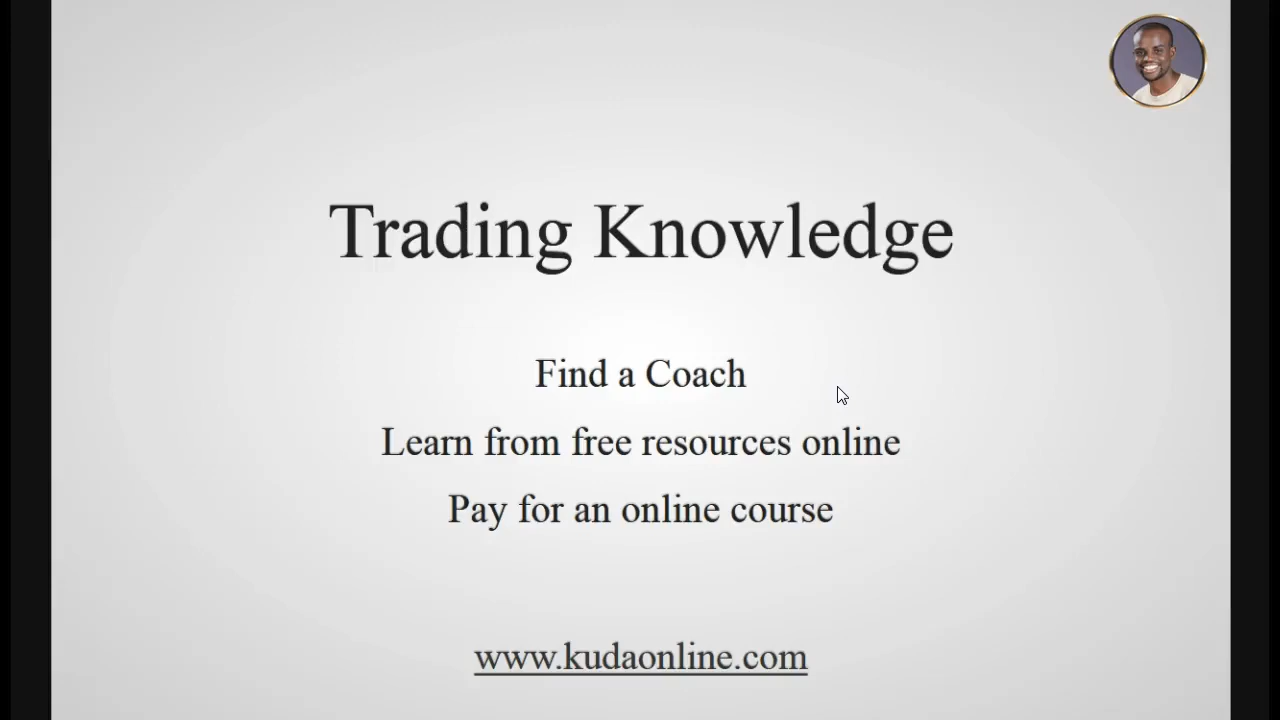 Trading Knowledge
Find a Coach
Learn from free resources online
Pay for an online course
www.kudaonline.com